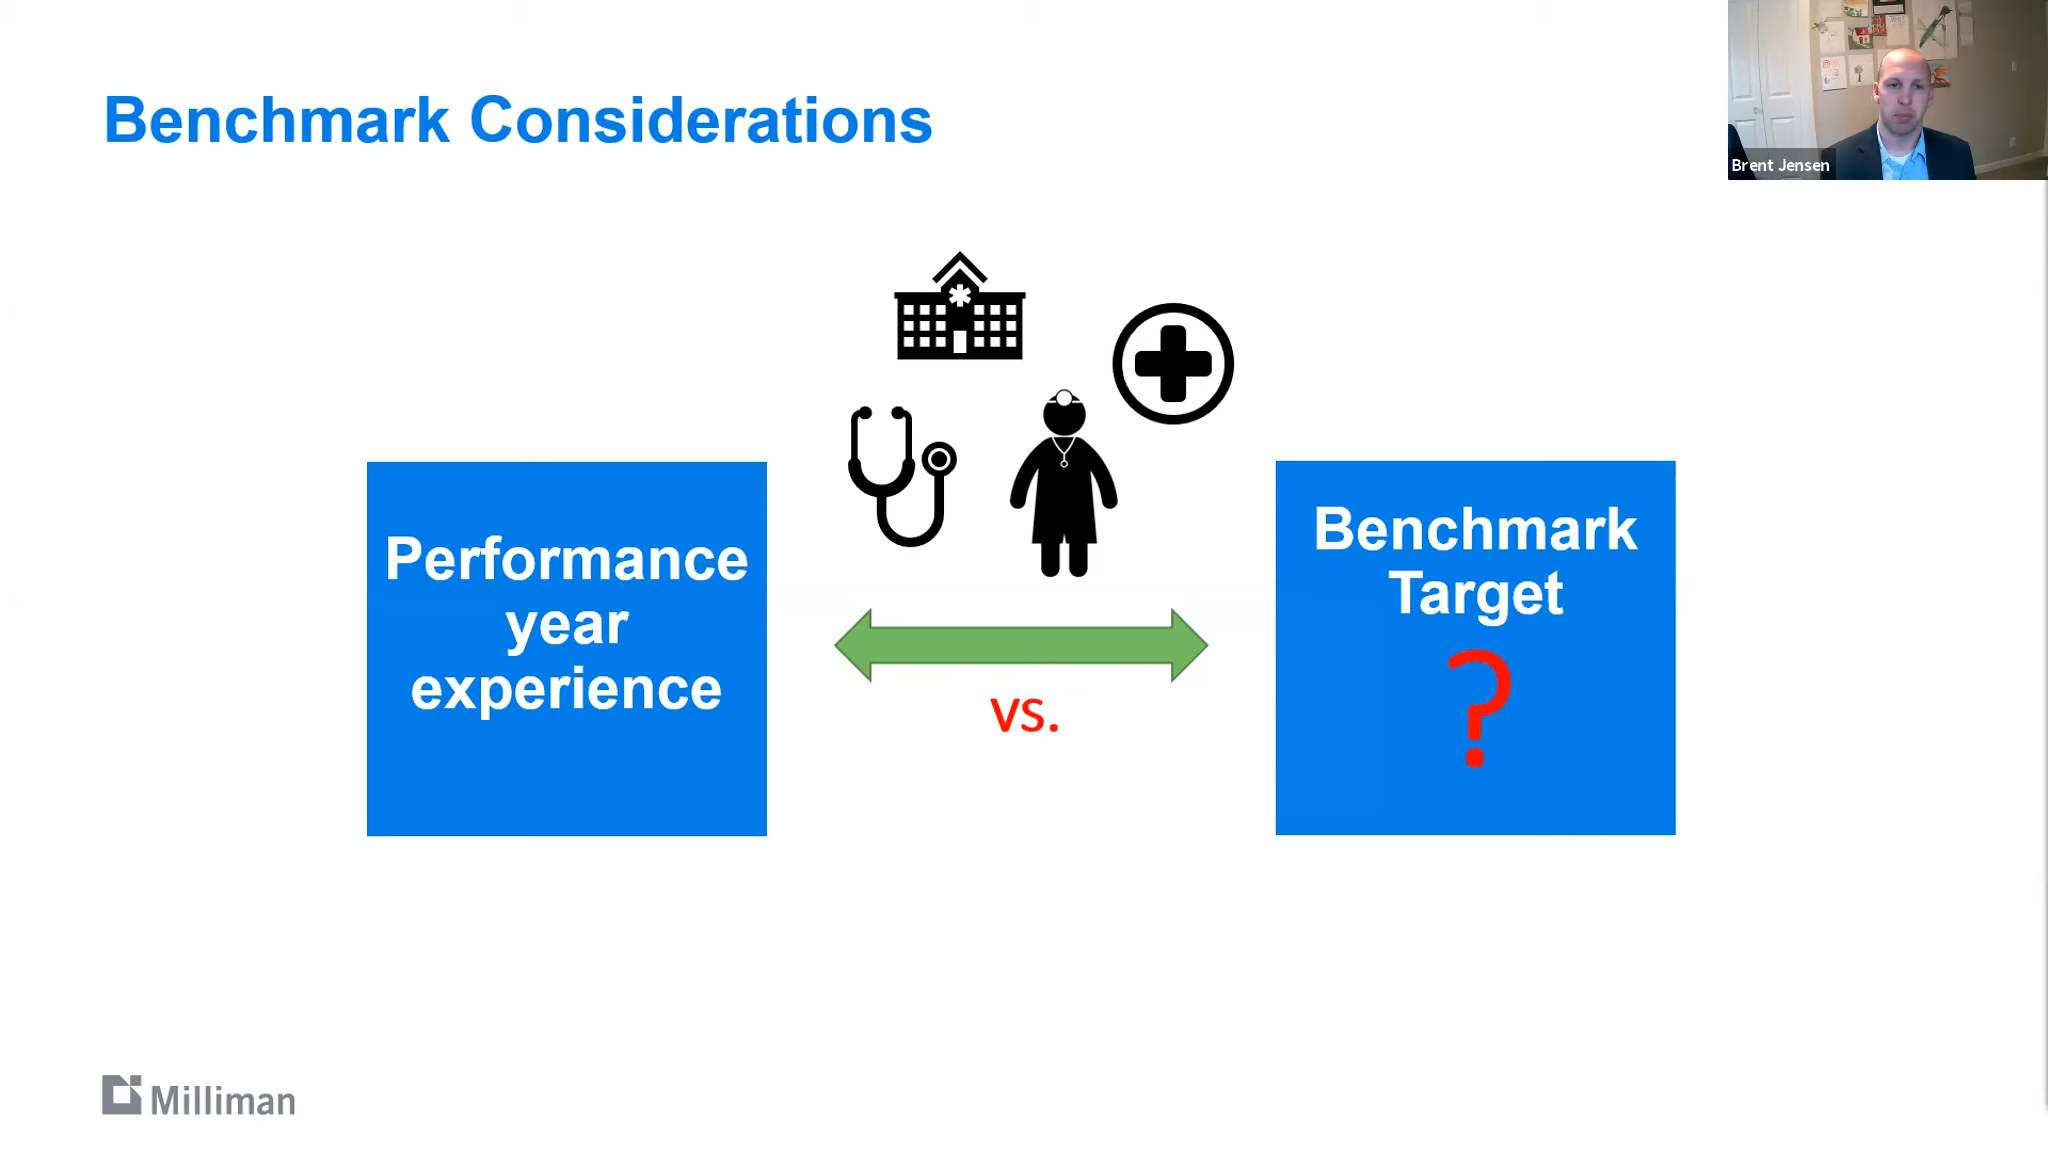 Benchmark Considerations
Brent Jensen
Performance
year
experience
vs.
Benchmark
Target
?
Milliman